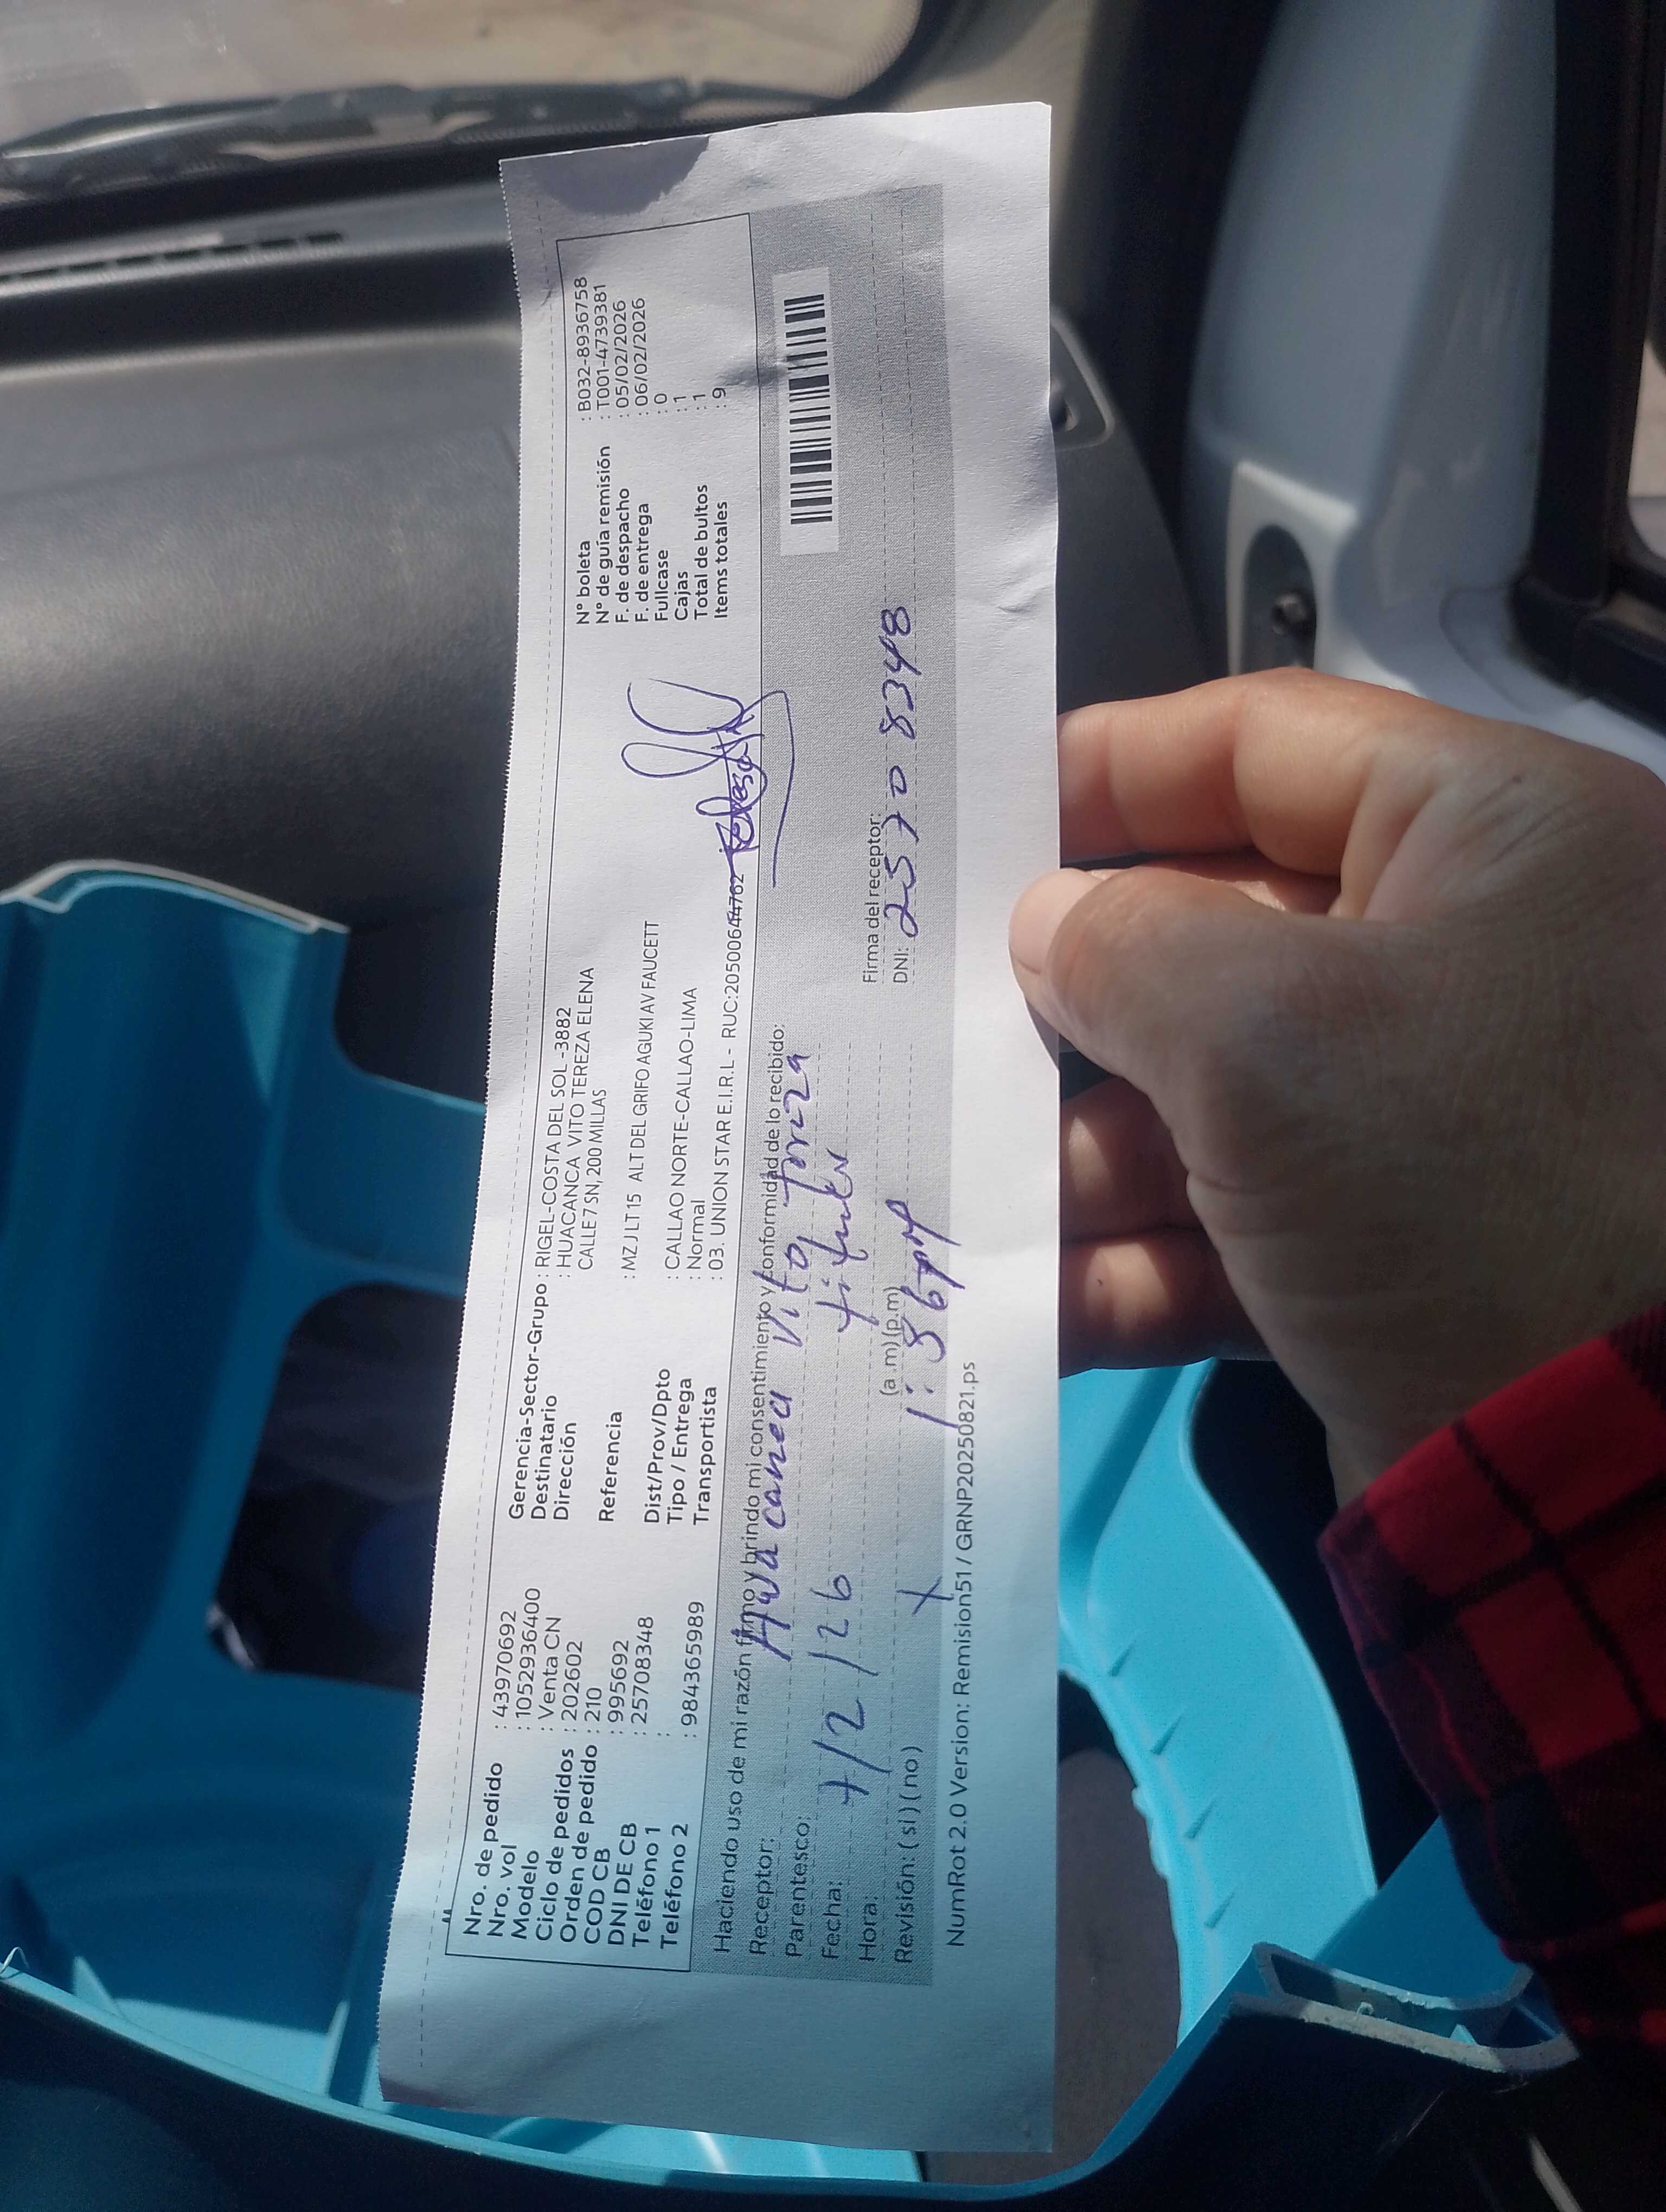 Nro. de pedido : 43970692
Nro. vol : 1052936400
Modelo : Venta CN
Ciclo de pedidos : 202602
Orden de pedido : 210
COD CB : 995692
DNI DE CB : 25708348
Teléfono 1 :
Teléfono 2 : 984365989
Gerencia-Sector-Grupo : RIGEL-COSTA DEL SOL -3882
Destinatario : HUACANCA VITO TEREZA ELENA
Dirección CALLE 7 SN, 200 MILLAS
Referencia : MZ J LT15 ALT DEL GRIFO AGUKI AV FAUCETT
Dist/Prov/Dpto : CALLAO NORTE-CALLAO-LIMA
Tipo / Entrega : Normal
Transportista : 03. UNION STAR E.I.R.L - RUC:20500644762
N° boleta : B032-8936758
N° de guía remisión : T001-4739381
F. de despacho : 05/02/2026
F. de entrega : 06/02/2026
Fullcase : 0
Cajas : 1
Total de bultos : 1
Items totales : 9
Haciendo uso de mi razón firmo y brindo mi consentimiento y conformidad de lo recibido:
Receptor: Huacanca Vito Tereza
Parentesco:
Fecha: 7/2/26
Hora: (a .m) (p.m) 1:36 pm
Revisión: (si) (no) X
Firma del receptor:
DNI: 25708348
NumRot 2.0 Version: Remision51 / GRNP20250821.ps